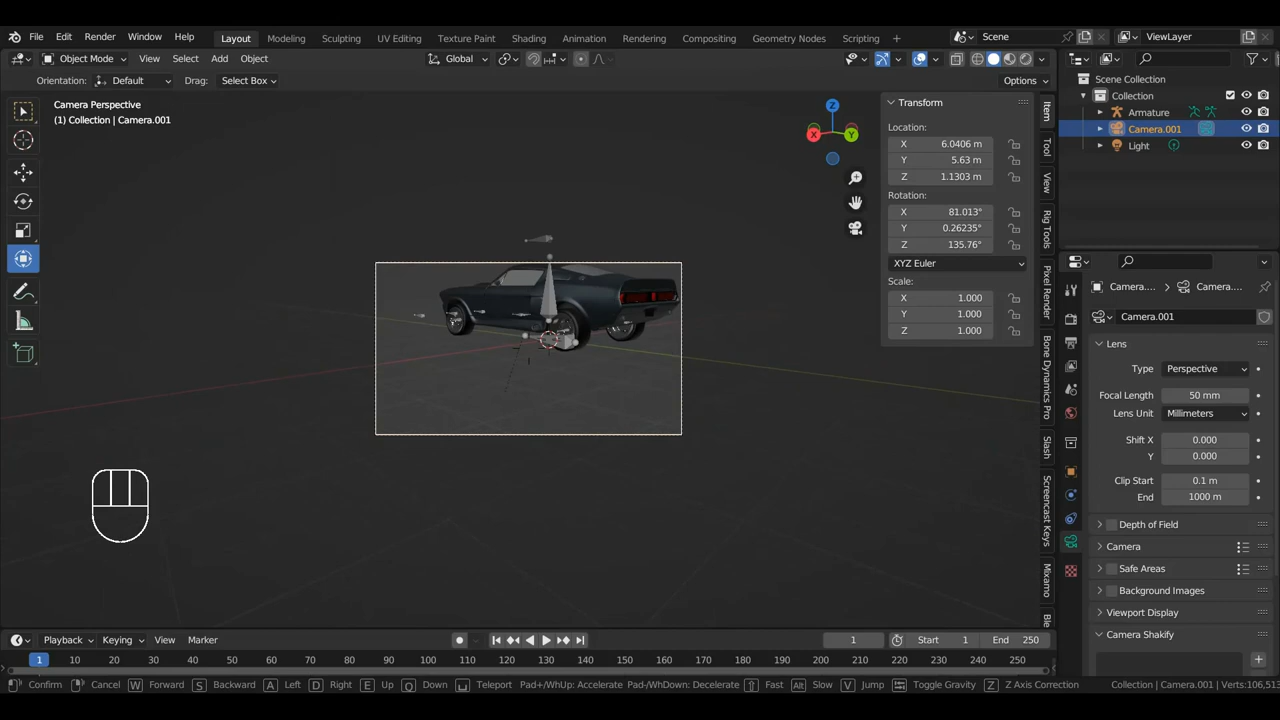 File Edit Render Window Help Layout Modeling Sculpting UV Editing Texture Paint Shading Animation Rendering Compositing Geometry Nodes Scripting + Scene ViewLayer
Object Mode View Select Add Object Global Scene Collection
Orientation: Default Drag: Select Box Options Collection
Camera Perspective
(1) Collection | Camera.001
Transform
Location:
X 6.0406 m
Y 5.63 m
Z 1.1303 m
Rotation:
X 81.013°
Y 0.26235°
Z 135.76°
XYZ Euler
Scale:
X 1.000
Y 1.000
Z 1.000
Item
Tool
View
Rig Tools
Pixel Render
Bone Dynamics Pro
Slash
Screencast Keys
Mixamo
Ble
Armature
Camera.001
Light
Camera.... Camera....
Camera.001
Lens
Type Perspective
Focal Length 50 mm
Lens Unit Millimeters
Shift X 0.000
Y 0.000
Clip Start 0.1 m
End 1000 m
Depth of Field
Camera
Safe Areas
Background Images
Viewport Display
Camera Shakify
X Y Z
Playback Keying View Marker 1 Start 1 End 250
1 10 20 30 40 50 60 70 80 90 100 110 120 130 140 150 160 170 180 190 200 210 220 230 240 250
Confirm Cancel W Forward S Backward A Left D Right E Up Q Down Teleport Pad+/WhUp: Accelerate Pad-/WhDown: Decelerate Fast Alt Slow V Jump Toggle Gravity Z Z Axis Correction Collection | Camera.001 | Verts:106,513